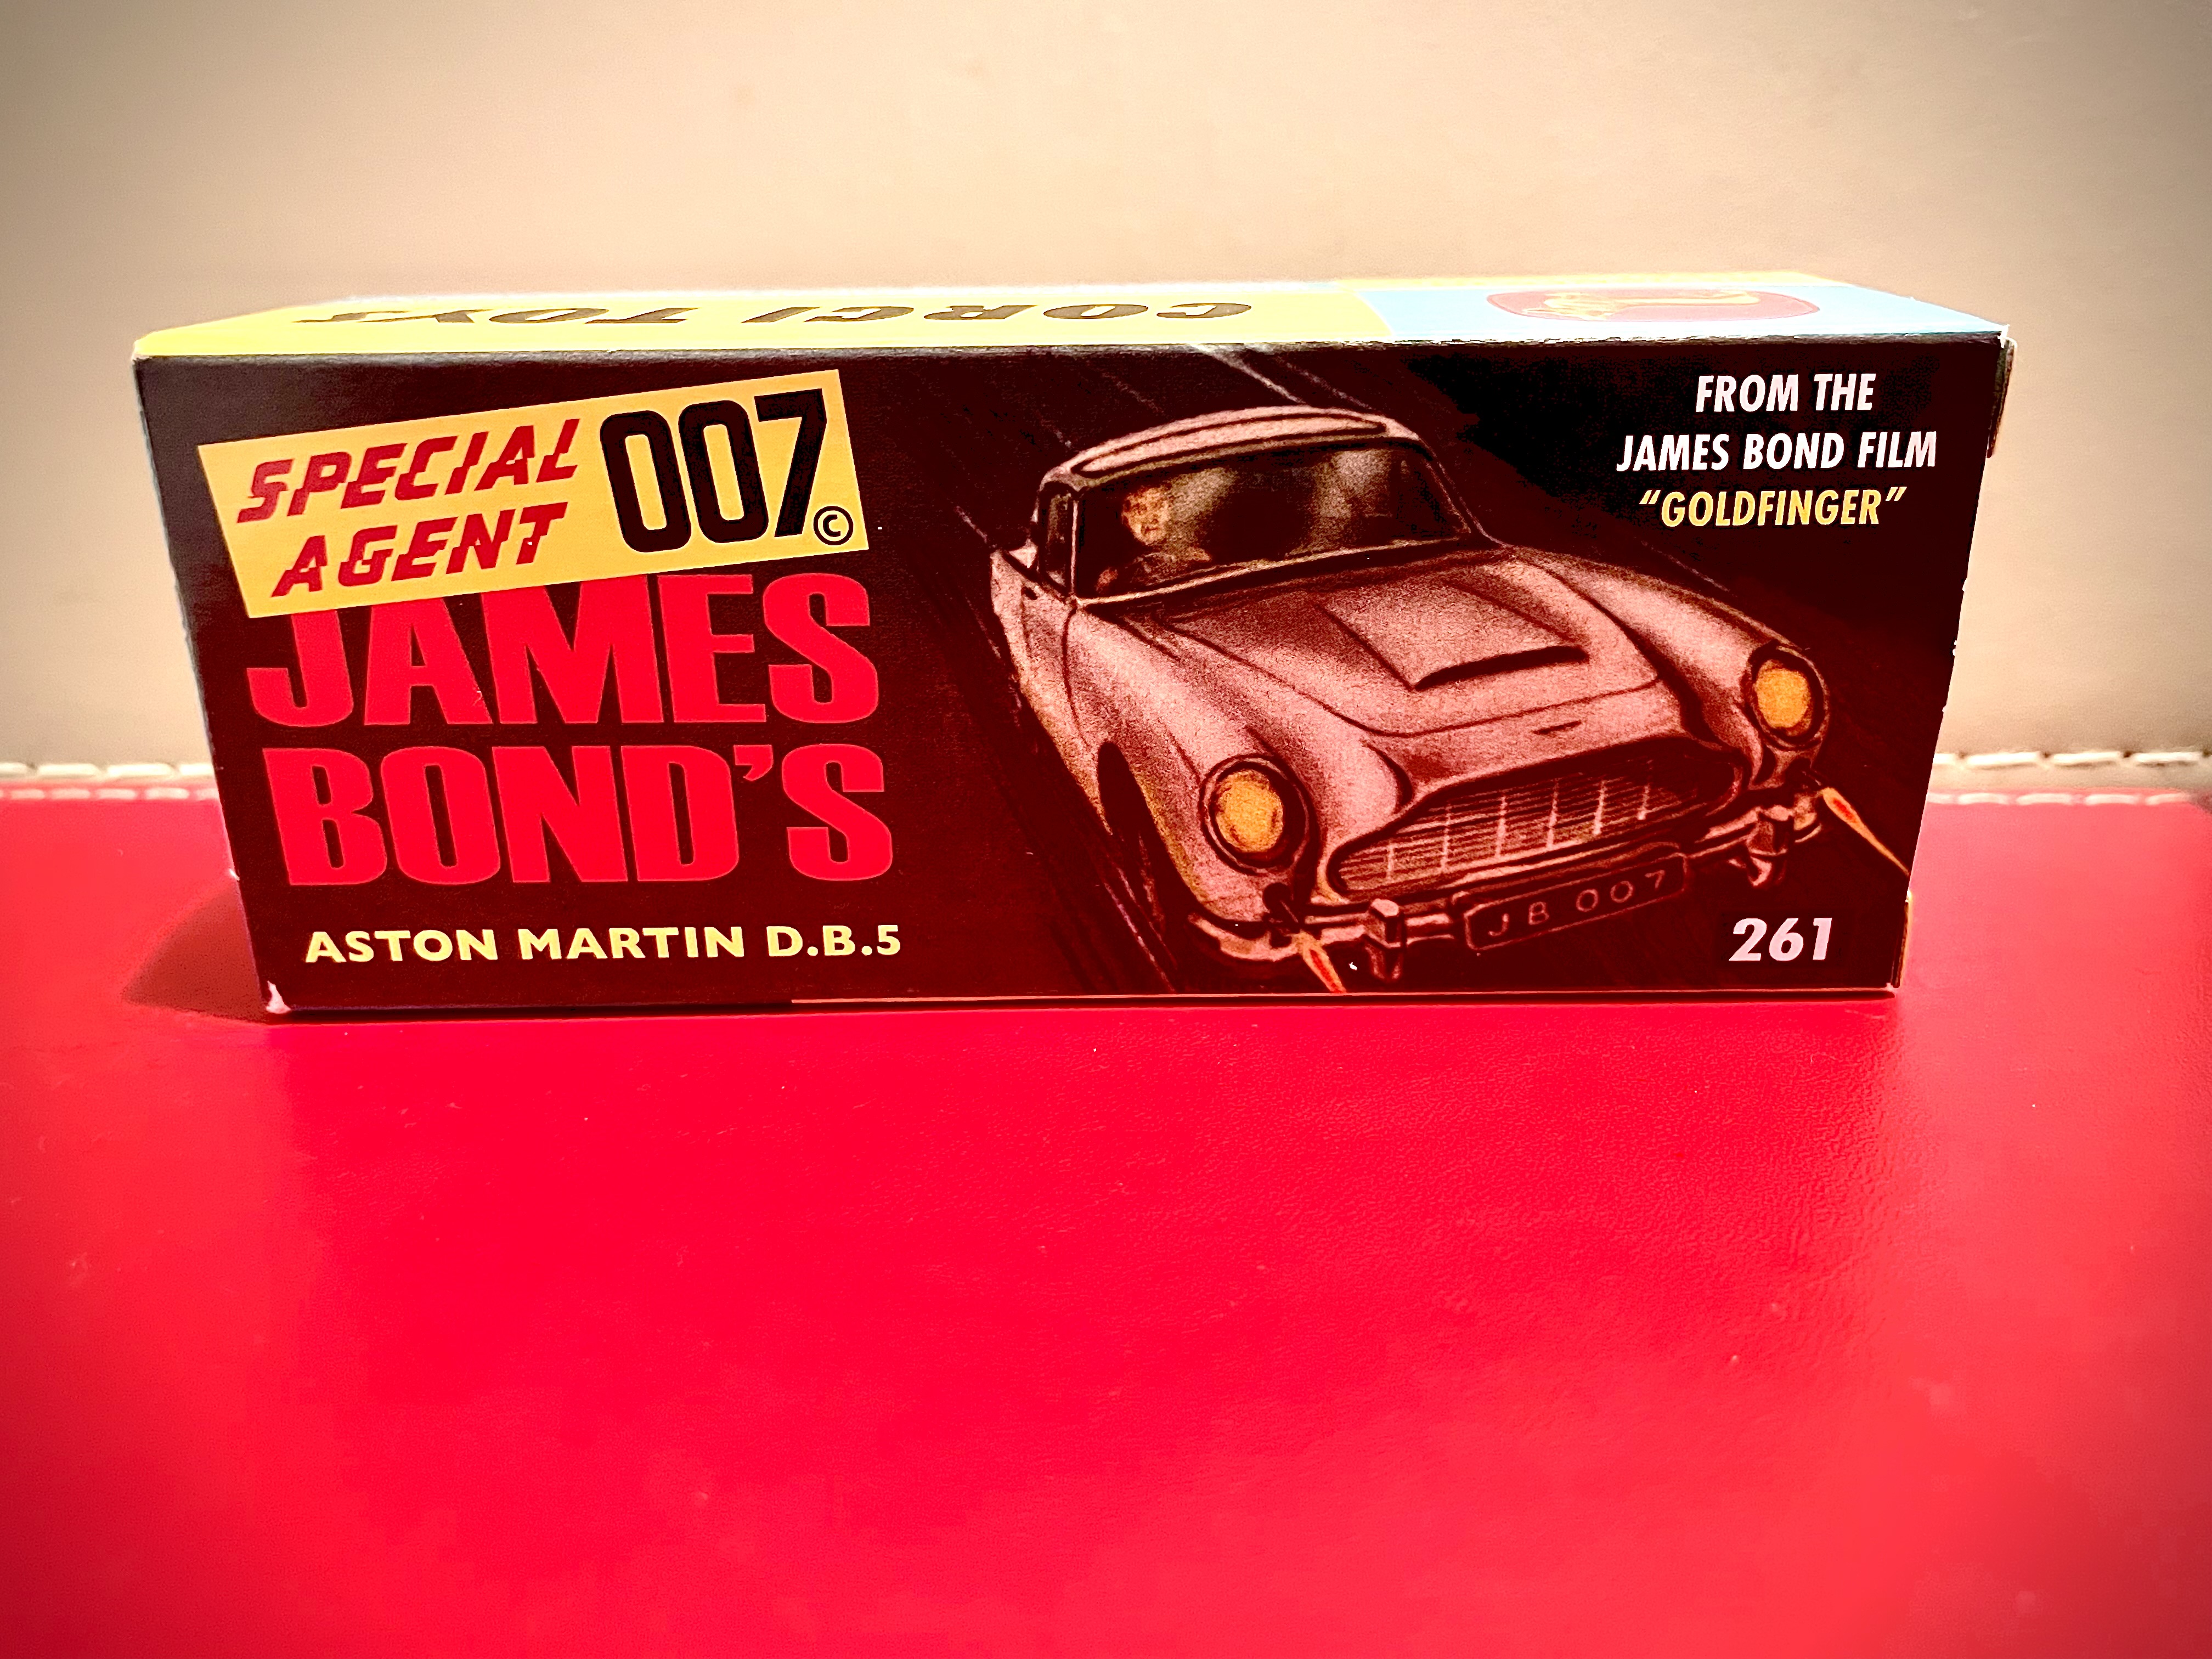 CORGI TOYS
SPECIAL
AGENT 007
©
JAMES
BOND'S
ASTON MARTIN D.B.5
FROM THE
JAMES BOND FILM
"GOLDFINGER"
JB 007
261